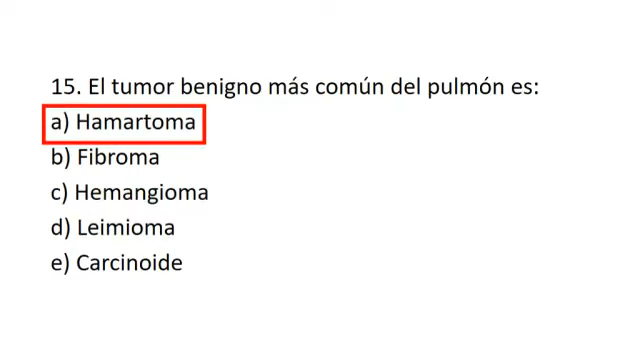 15. El tumor benigno más común del pulmón es:
a) Hamartoma
b) Fibroma
c) Hemangioma
d) Leimioma
e) Carcinoide